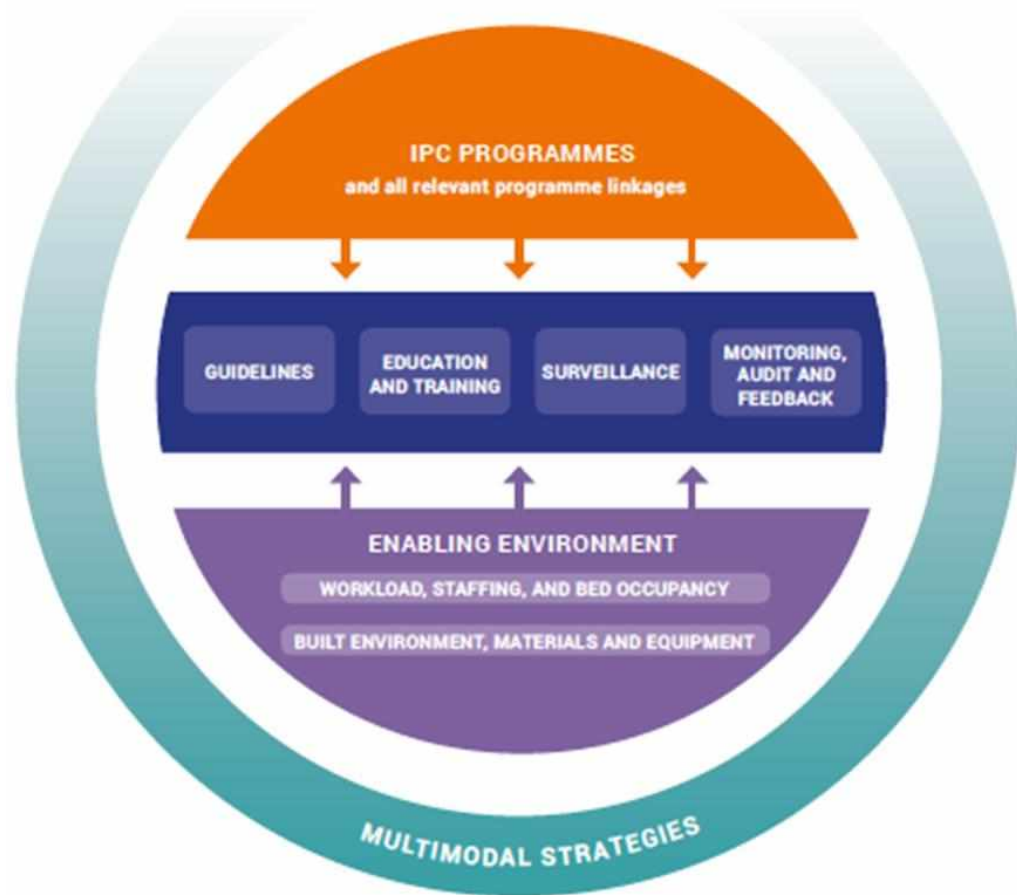 IPC PROGRAMMES
and all relevant programme linkages
GUIDELINES
EDUCATION
AND TRAINING
SURVEILLANCE
MONITORING,
AUDIT AND
FEEDBACK
ENABLING ENVIRONMENT
WORKLOAD, STAFFING, AND BED OCCUPANCY
BUILT ENVIRONMENT, MATERIALS AND EQUIPMENT
MULTIMODAL STRATEGIES